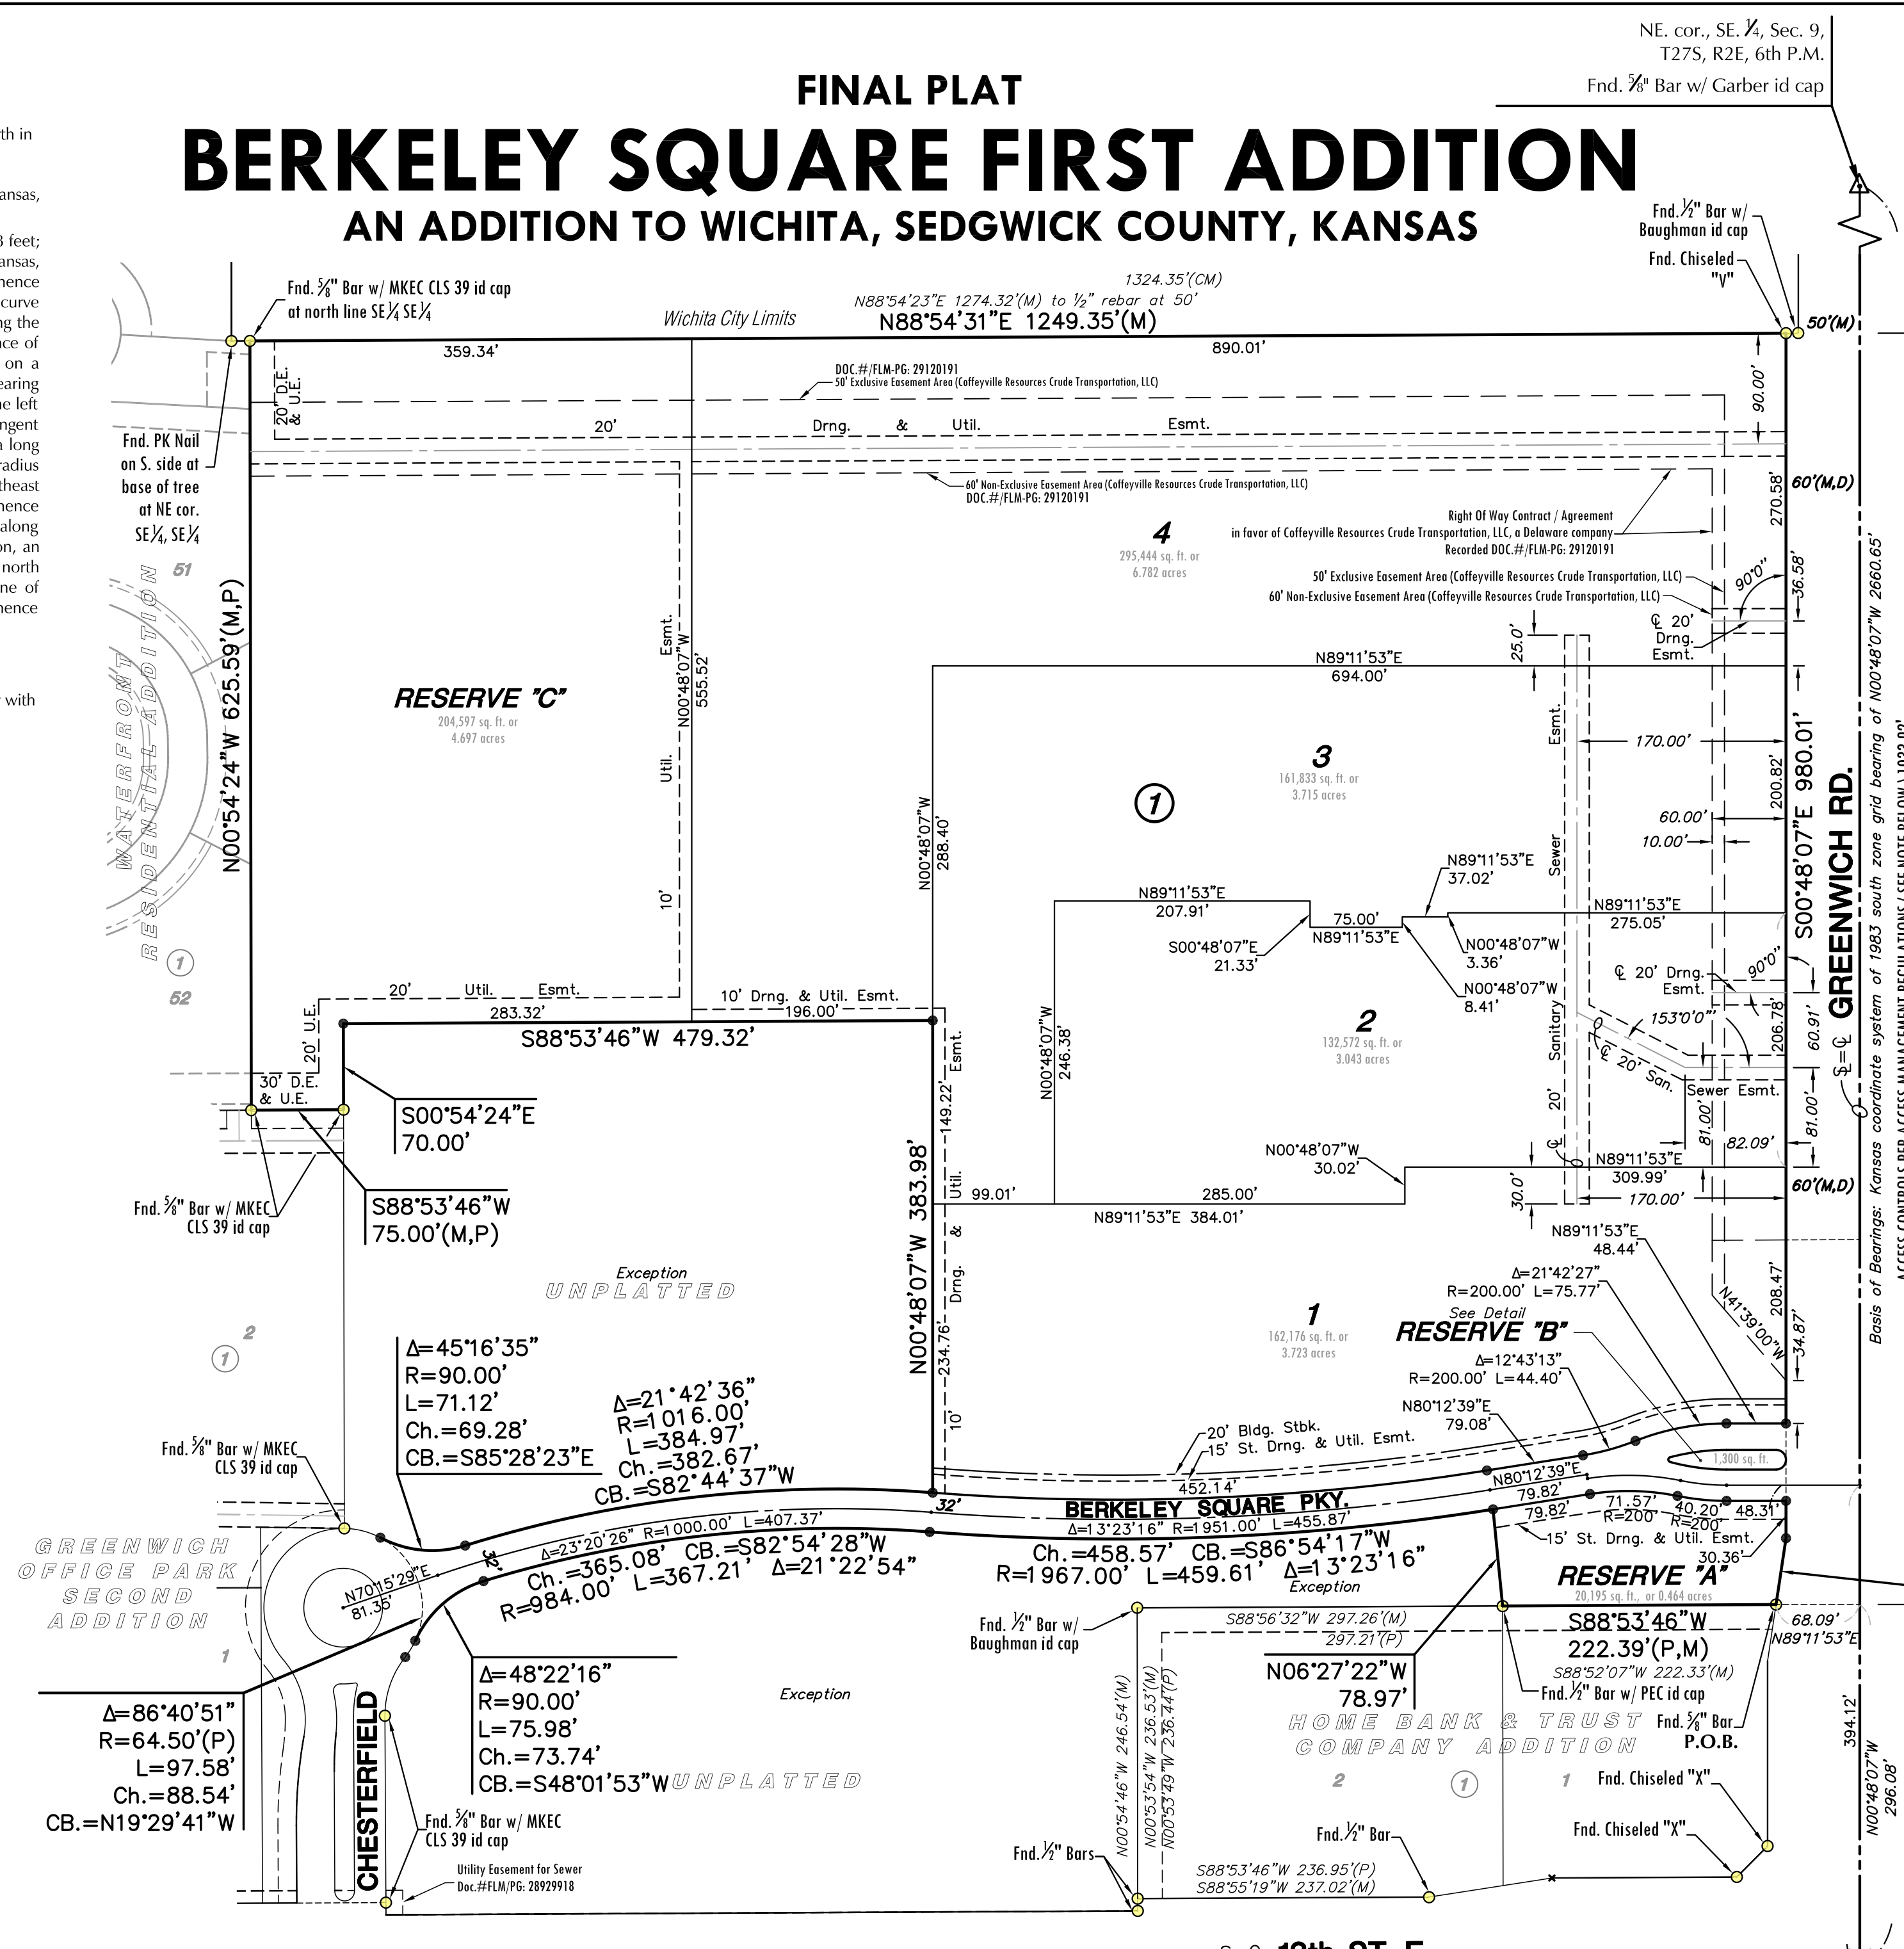 NE. cor., SE. 1/4, Sec. 9,
T27S, R2E, 6th P.M.
Fnd. 5/8" Bar w/ Garber id cap
FINAL PLAT
BERKELEY SQUARE FIRST ADDITION
AN ADDITION TO WICHITA, SEDGWICK COUNTY, KANSAS
th in
ansas,
3 feet;
ansas,
nence
curve
ng the
nce of
on a
earing
ne left
ngent
a long
radius
theast
nence
along
on, an
north
ne of
nence
with
Fnd. 1/2" Bar w/
Baughman id cap
Fnd. Chiseled
"V"
Fnd. 5/8" Bar w/ MKEC CLS 39 id cap
at north line SE1/4 SE1/4
Wichita City Limits
1324.35'(CM)
N88°54'23"E 1274.32'(M) to 1/2" rebar at 50'
N88°54'31"E 1249.35'(M)
50'(M)
359.34'
890.01'
20' D.E.
& U.E.
DOC.#/FLM-PG: 29120191
50' Exclusive Easement Area (Coffeyville Resources Crude Transportation, LLC)
90.00'
20' Drng. & Util. Esmt.
Fnd. PK Nail
on S. side at
base of tree
at NE cor.
SE1/4, SE1/4
60' Non-Exclusive Easement Area (Coffeyville Resources Crude Transportation, LLC)
DOC.#/FLM-PG: 29120191
270.58'
60'(M,D)
Right Of Way Contract / Agreement
in favor of Coffeyville Resources Crude Transportation, LLC, a Delaware company
Recorded DOC.#/FLM-PG: 29120191
4
295,444 sq. ft. or
6.782 acres
50' Exclusive Easement Area (Coffeyville Resources Crude Transportation, LLC)
60' Non-Exclusive Easement Area (Coffeyville Resources Crude Transportation, LLC)
90°0'
36.58'
℄ 20'
Drng.
Esmt.
25.0'
51
WATERFRONT
RESIDENTIAL ADDITION
1
52
N00°54'24"W 625.59'(M,P)
RESERVE "C"
204,597 sq. ft. or
4.697 acres
10' Util. Esmt.
N00°48'07"W
555.52'
N89°11'53"E
694.00'
3
161,833 sq. ft. or
3.715 acres
1
N00°48'07"W
288.40'
170.00'
200.82'
60.00'
10.00'
S00°48'07"E 980.01'
GREENWICH RD.
Basis of Bearings: Kansas coordinate system of 1983 south zone grid bearing of N00°48'07"W 2660.65'
ACCESS CONTROLS PER ACCESS MANAGEMENT REGULATIONS ( SEE NOTE BELOW )
N89°11'53"E
37.02'
N89°11'53"E
207.91'
75.00'
N89°11'53"E
N89°11'53"E
275.05'
S00°48'07"E
21.33'
N00°48'07"W
3.36'
N00°48'07"W
8.41'
℄ 20' Drng.
Esmt.
90°0'
20' Sanitary Sewer Esmt.
153°0'0"
206.78'
60.91'
℄ 20' San.
Sewer Esmt.
81.00'
81.00'
82.09'
2
132,572 sq. ft. or
3.043 acres
N00°48'07"W
246.38'
20' Util. Esmt.
283.32'
10' Drng. & Util. Esmt.
196.00'
S88°53'46"W 479.32'
20' U.E.
30' D.E.
& U.E.
S00°54'24"E
70.00'
Fnd. 5/8" Bar w/ MKEC
CLS 39 id cap
S88°53'46"W
75.00'(M,P)
N00°48'07"W 383.98'
149.22'
234.76'
10' Drng. & Util. Esmt.
N00°48'07"W
30.02'
℄
N89°11'53"E
309.99'
30.0'
170.00'
60'(M,D)
99.01'
285.00'
N89°11'53"E 384.01'
N89°11'53"E
48.44'
Exception
UNPLATTED
2
1
1
162,176 sq. ft. or
3.723 acres
Δ=21°42'27"
R=200.00' L=75.77'
See Detail
RESERVE "B"
Δ=12°43'13"
R=200.00' L=44.40'
N80°12'39"E
79.08'
N41°39'00"W
208.47'
34.87'
1,300 sq. ft.
Δ=45°16'35"
R=90.00'
L=71.12'
Ch.=69.28'
CB.=S85°28'23"E
Δ=21°42'36"
R=1016.00'
L=384.97'
Ch.=382.67'
CB.=S82°44'37"W
20' Bldg. Stbk.
15' St. Drng. & Util. Esmt.
452.14'
32'
BERKELEY SQUARE PKY.
Δ=13°23'16" R=1951.00' L=455.87'
N80°12'39"E
79.82'
79.82'
71.57'
R=200'
40.20'
R=200'
48.31'
15' St. Drng. & Util. Esmt.
30.36'
Fnd. 5/8" Bar w/ MKEC
CLS 39 id cap
GREENWICH
OFFICE PARK
SECOND
ADDITION
1
32'
N70°15'29"E
81.35'
Δ=23°20'26" R=1000.00' L=407.37'
Ch.=365.08' CB.=S82°54'28"W
R=984.00' L=367.21' Δ=21°22'54"
Ch.=458.57' CB.=S86°54'17"W
R=1967.00' L=459.61' Δ=13°23'16"
Exception
RESERVE "A"
20,195 sq. ft., or 0.464 acres
S88°53'46"W
222.39'(P,M)
S88°52'07"W 222.33'(M)
68.09'
N89°11'53"E
Fnd. 1/2" Bar w/
Baughman id cap
S88°56'32"W 297.26'(M)
297.21'(P)
N06°27'22"W
78.97'
Fnd. 1/2" Bar w/ PEC id cap
Fnd. 5/8" Bar
P.O.B.
HOME BANK & TRUST
COMPANY ADDITION
2
1
1
Δ=48°22'16"
R=90.00'
L=75.98'
Ch.=73.74'
CB.=S48°01'53"W
Exception
UNPLATTED
Δ=86°40'51"
R=64.50'(P)
L=97.58'
Ch.=88.54'
CB.=N19°29'41"W
CHESTERFIELD
Fnd. 5/8" Bar w/ MKEC
CLS 39 id cap
Utility Easement for Sewer
Doc.#FLM/PG: 28929918
N00°54'46"W 246.54'(M)
N00°53'54"W 236.53'(M)
N00°53'49"W 236.44'(P)
Fnd. 1/2" Bars
Fnd. 1/2" Bar
S88°53'46"W 236.95'(P)
S88°55'19"W 237.02'(M)
Fnd. Chiseled "X"
Fnd. Chiseled "X"
394.12'
N00°48'07"W
296.08'